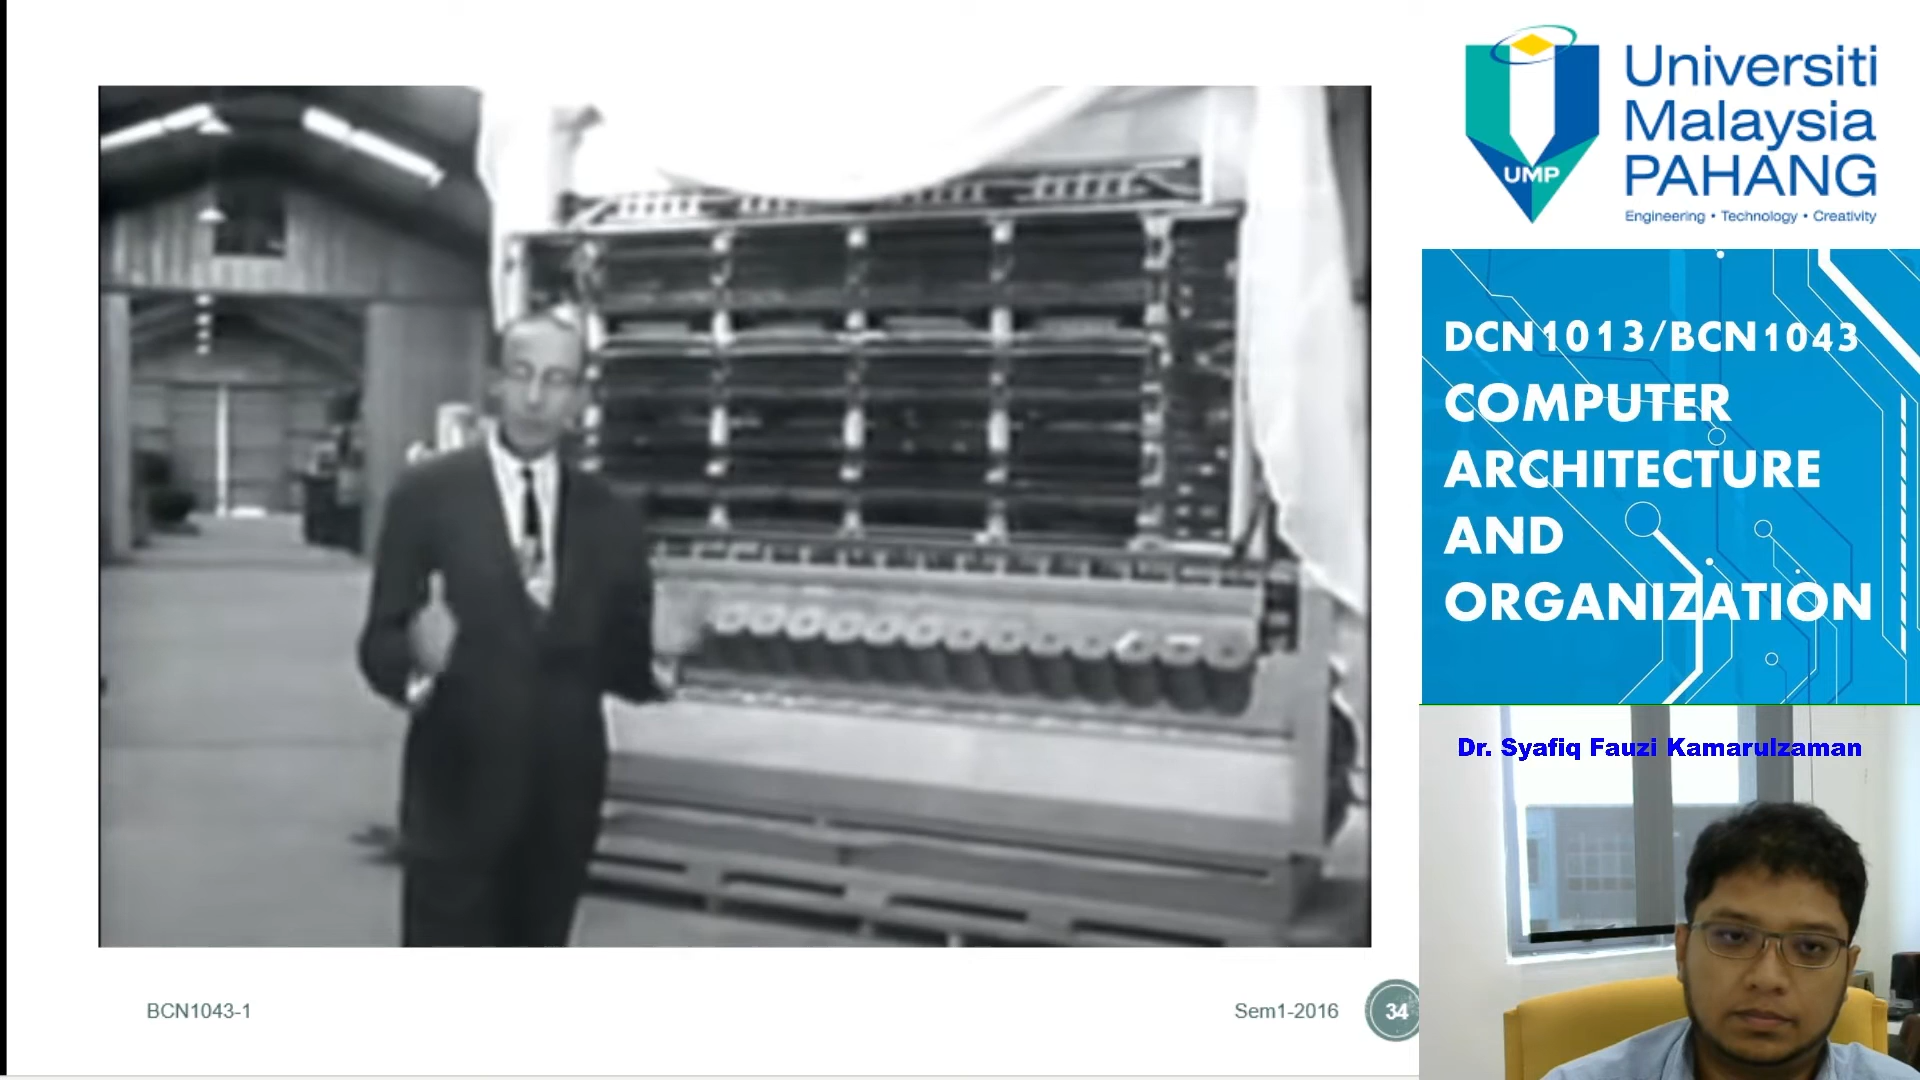 Universiti
Malaysia
PAHANG
Engineering • Technology • Creativity
UMP
DCN1013/BCN1043
COMPUTER
ARCHITECTURE
AND
ORGANIZATION
Dr. Syafiq Fauzi Kamarulzaman
BCN1043-1
Sem1-2016
34